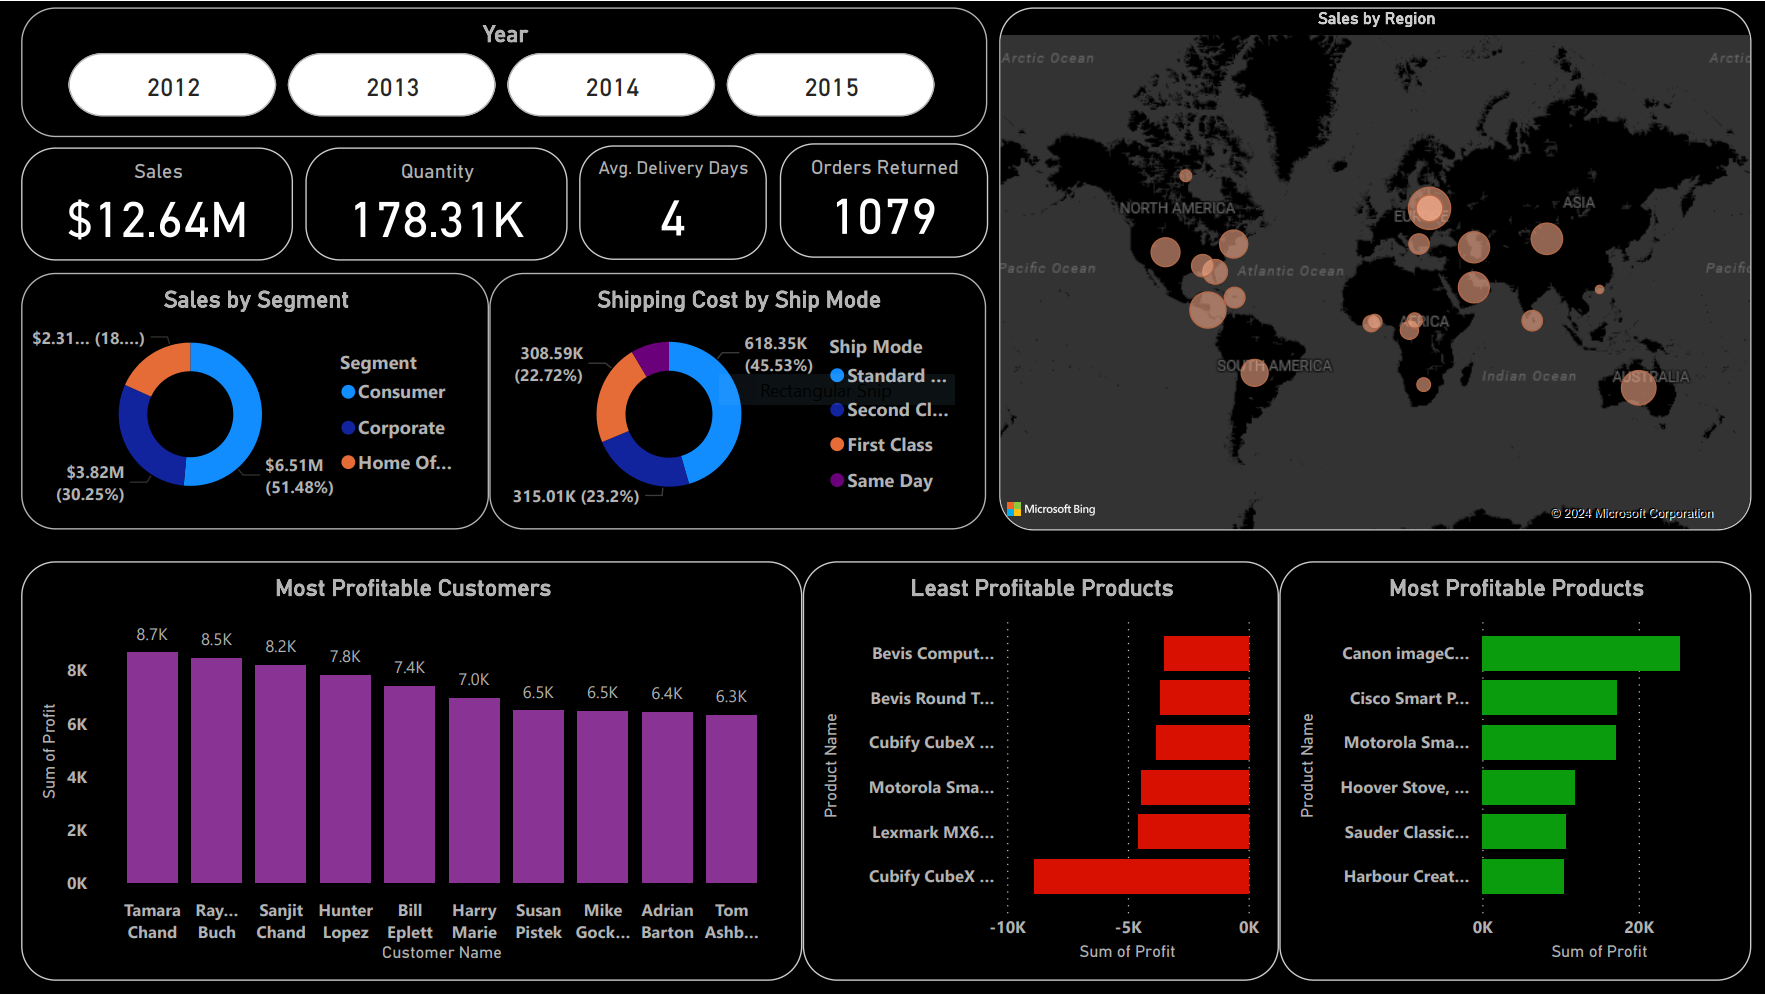 Year
2012
2013
2014
2015
Sales
$12.64M
Quantity
178.31K
Avg. Delivery Days
4
Orders Returned
1079
Sales by Segment
$2.31... (18....)
$3.82M
(30.25%)
$6.51M
(51.48%)
Segment
Consumer
Corporate
Home Of...
Shipping Cost by Ship Mode
308.59K
(22.72%)
618.35K
(45.53%)
315.01K (23.2%)
Ship Mode
Standard ...
Second Cl...
First Class
Same Day
Rectangular Snip
Sales by Region
Arctic Ocean
Arctic
NORTH AMERICA
EUROPE
ASIA
Pacific Ocean
Atlantic Ocean
Pacifi
AFRICA
SOUTH AMERICA
Indian Ocean
AUSTRALIA
Microsoft Bing
© 2024 Microsoft Corporation
Most Profitable Customers
Sum of Profit
8K
6K
4K
2K
0K
8.7K
8.5K
8.2K
7.8K
7.4K
7.0K
6.5K
6.5K
6.4K
6.3K
Tamara Chand
Ray... Buch
Sanjit Chand
Hunter Lopez
Bill Eplett
Harry Marie
Susan Pistek
Mike Gock...
Adrian Barton
Tom Ashb...
Customer Name
Least Profitable Products
Product Name
Bevis Comput...
Bevis Round T...
Cubify CubeX ...
Motorola Sma...
Lexmark MX6...
Cubify CubeX ...
-10K
-5K
0K
Sum of Profit
Most Profitable Products
Product Name
Canon imageC...
Cisco Smart P...
Motorola Sma...
Hoover Stove, ...
Sauder Classic...
Harbour Creat...
0K
20K
Sum of Profit